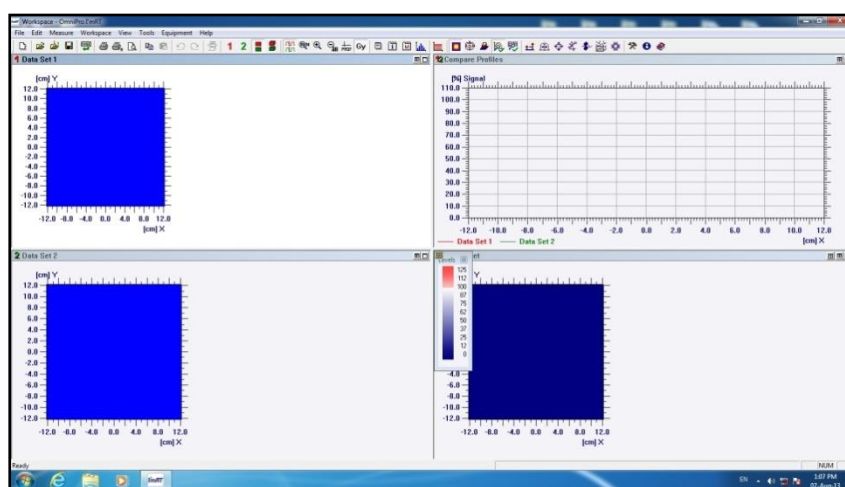 Workspace - OmniPro I'mRT
File Edit Measure Workspace View Tools Equipment Help
1 2 Gy
1 Data Set 1
[cm] Y
12.0
10.0
8.0
6.0
4.0
2.0
0.0
-2.0
-4.0
-6.0
-8.0
-10.0
-12.0
-12.0 -8.0 -4.0 0.0 4.0 8.0 12.0
[cm] X
12 Compare Profiles
[%] Signal
110.0
100.0
90.0
80.0
70.0
60.0
50.0
40.0
30.0
20.0
10.0
0.0
-12.0 -10.0 -8.0 -6.0 -4.0 -2.0 0.0 2.0 4.0 6.0 8.0 10.0 12.0
[cm] X
Data Set 1 Data Set 2
2 Data Set 2
[cm] Y
12.0
10.0
8.0
6.0
4.0
2.0
0.0
-2.0
-4.0
-6.0
-8.0
-10.0
-12.0
-12.0 -8.0 -4.0 0.0 4.0 8.0 12.0
[cm] X
Levels
125
112
100
87
75
62
50
37
25
12
0
et
Y
-4.0
-6.0
-8.0
-10.0
-12.0
-12.0 -8.0 -4.0 0.0 4.0 8.0 12.0
[cm] X
Ready
NUM
I'mRT
EN
1:07 PM
02-Aug-13